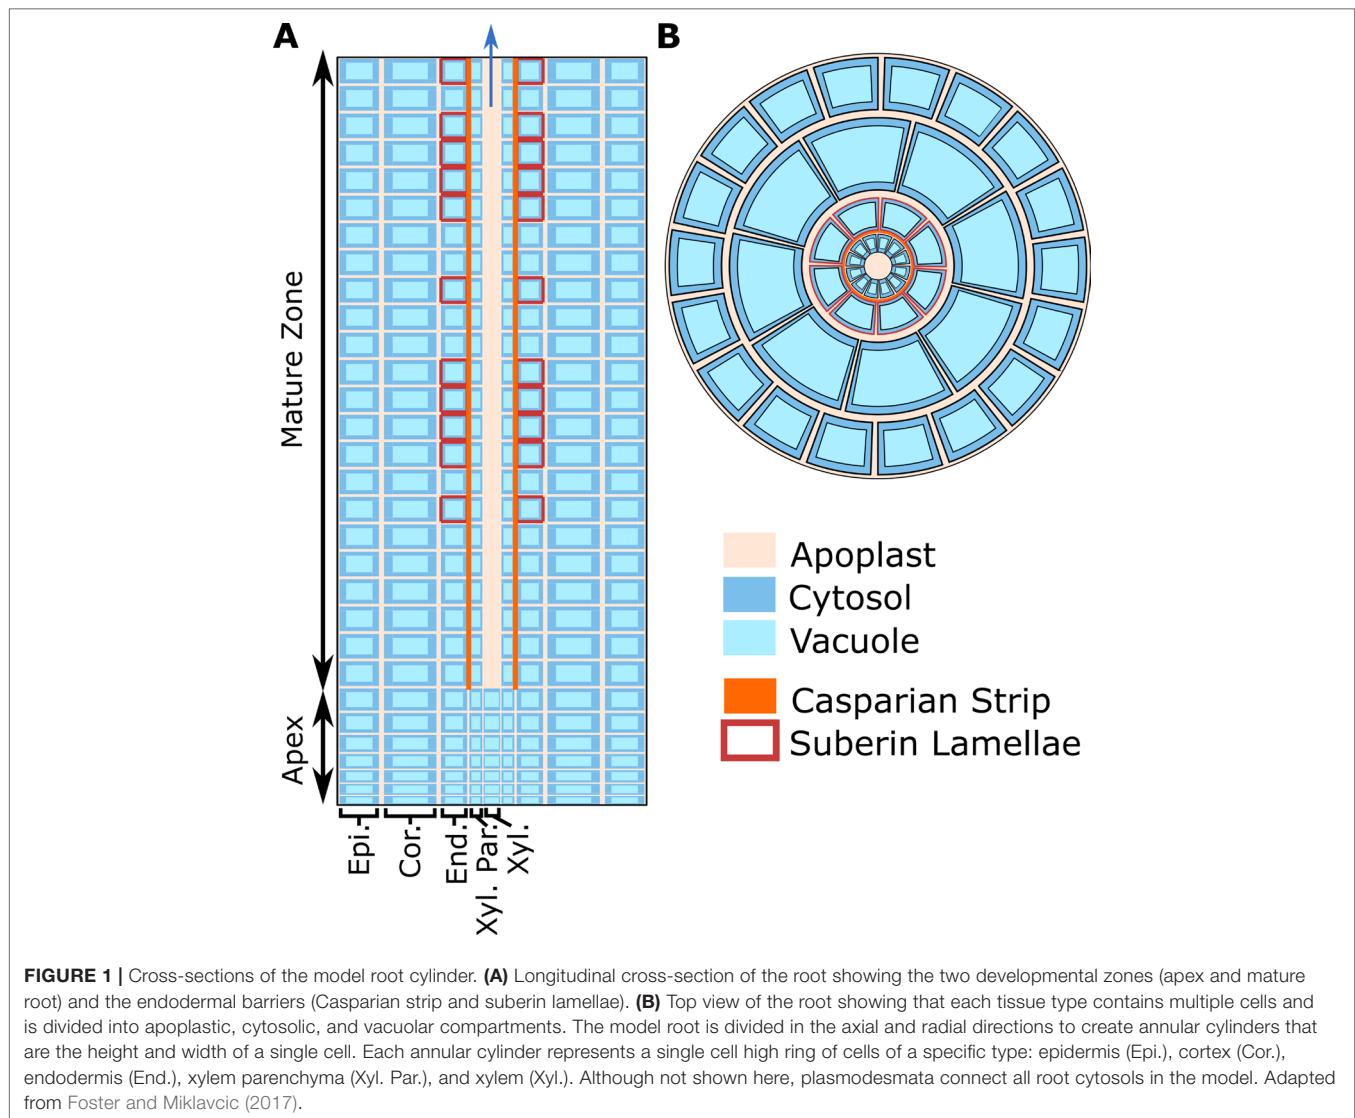 A
B
Mature Zone
Apex
Epi.
Cor.
End.
Xyl. Par.
Xyl.
Apoplast
Cytosol
Vacuole
Casparian Strip
Suberin Lamellae
FIGURE 1 | Cross-sections of the model root cylinder. (A) Longitudinal cross-section of the root showing the two developmental zones (apex and mature
root) and the endodermal barriers (Casparian strip and suberin lamellae). (B) Top view of the root showing that each tissue type contains multiple cells and
is divided into apoplastic, cytosolic, and vacuolar compartments. The model root is divided in the axial and radial directions to create annular cylinders that
are the height and width of a single cell. Each annular cylinder represents a single cell high ring of cells of a specific type: epidermis (Epi.), cortex (Cor.),
endodermis (End.), xylem parenchyma (Xyl. Par.), and xylem (Xyl.). Although not shown here, plasmodesmata connect all root cytosols in the model. Adapted
from Foster and Miklavcic (2017).